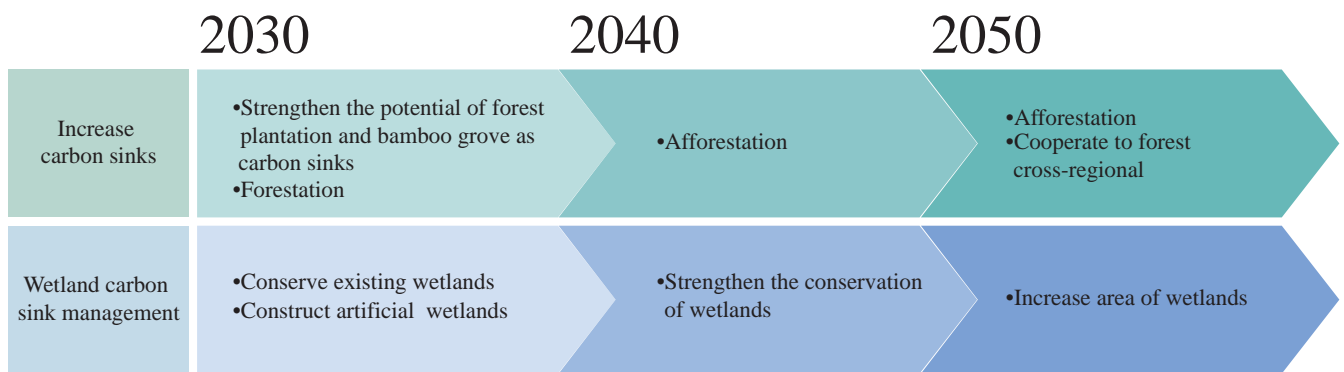 2030
2040
2050
Increase
carbon sinks
•Strengthen the potential of forest
plantation and bamboo grove as
carbon sinks
•Forestation
•Afforestation
•Afforestation
•Cooperate to forest
cross-regional
Wetland carbon
sink management
•Conserve existing wetlands
•Construct artificial wetlands
•Strengthen the conservation
of wetlands
•Increase area of wetlands